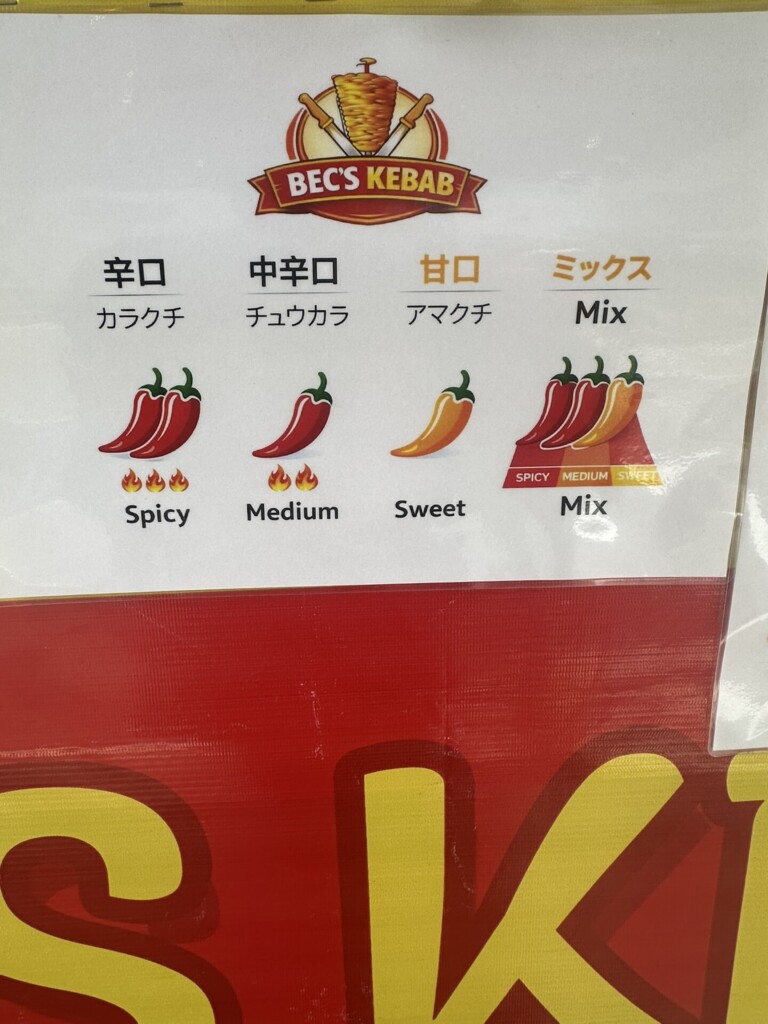 BEC'S KEBAB
辛口 中辛口 甘口 ミックス
カラクチ チュウカラ アマクチ Mix
SPICY MEDIUM SWEET
Spicy Medium Sweet Mix
S K